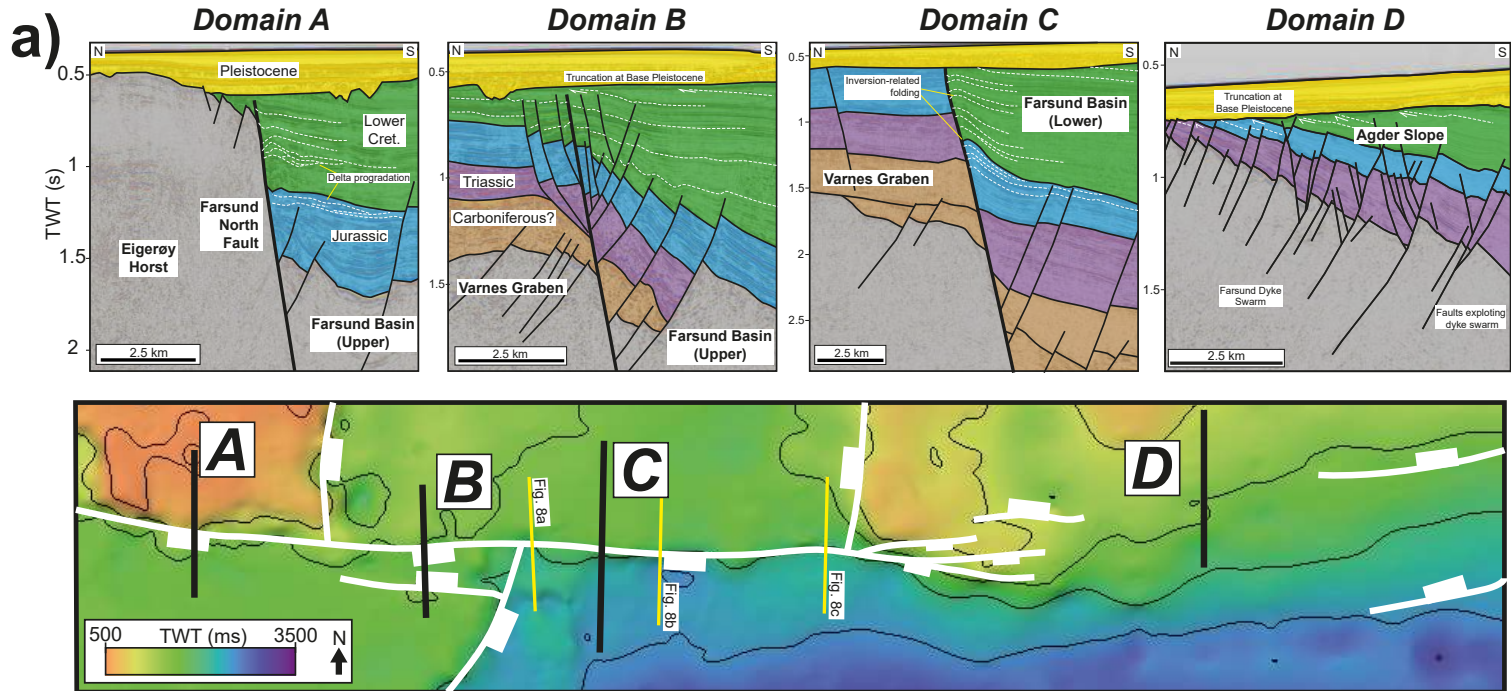 a)
Domain A
Domain B
Domain C
Domain D
TWT (s)
N
S
0.5
1
1.5
2
Pleistocene
Lower
Cret.
Delta progradation
Farsund
North
Fault
Jurassic
Eigerøy
Horst
Farsund Basin
(Upper)
2.5 km
N
S
0.5
1
1.5
Truncation at Base Pleistocene
Triassic
Carboniferous?
Varnes Graben
Farsund Basin
(Upper)
2.5 km
N
S
0.5
1
1.5
2
2.5
Inversion-related
folding
Farsund Basin
(Lower)
Varnes Graben
2.5 km
N
S
0.5
1
1.5
Truncation at
Base Pleistocene
Agder Slope
Farsund Dyke
Swarm
Faults exploting
dyke swarm
2.5 km
A
B
C
D
Fig. 8a
Fig. 8b
Fig. 8c
500 TWT (ms) 3500
N